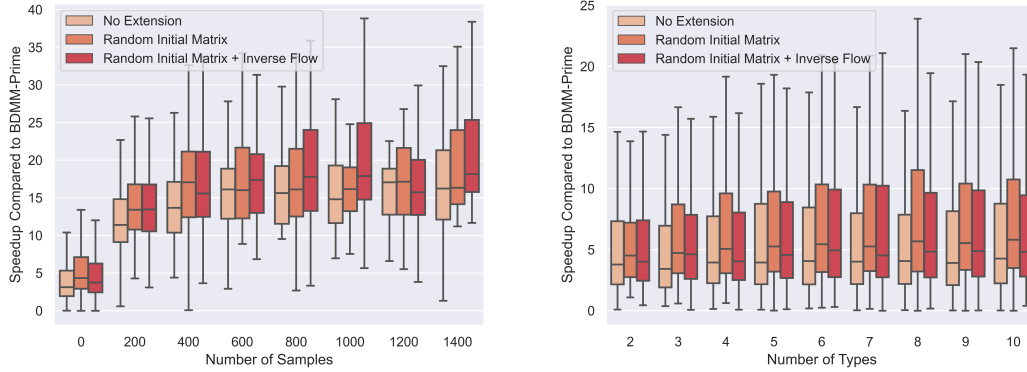 40
35
30
25
20
15
10
5
0
Speedup Compared to BDMM-Prime
No Extension
Random Initial Matrix
Random Initial Matrix + Inverse Flow
0 200 400 600 800 1000 1200 1400
Number of Samples
25
20
15
10
5
0
Speedup Compared to BDMM-Prime
No Extension
Random Initial Matrix
Random Initial Matrix + Inverse Flow
2 3 4 5 6 7 8 9 10
Number of Types